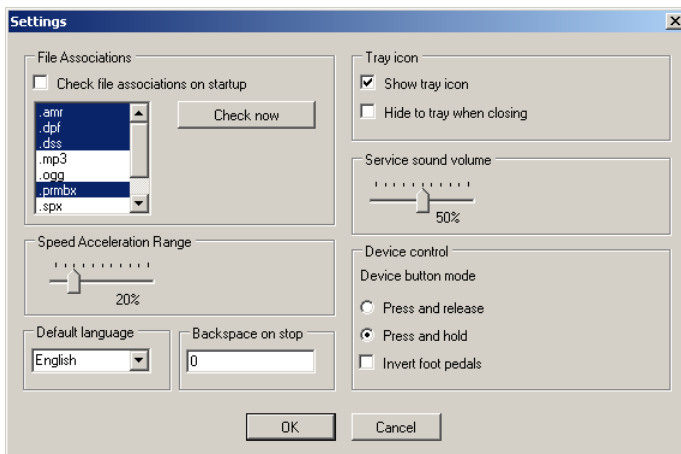 Settings
File Associations
Check file associations on startup
.amr
.dpf
.dss
.mp3
.ogg
.prmbx
.spx
Check now
Speed Acceleration Range
20%
Default language
English
Backspace on stop
0
Tray icon
Show tray icon
Hide to tray when closing
Service sound volume
50%
Device control
Device button mode
Press and release
Press and hold
Invert foot pedals
OK
Cancel